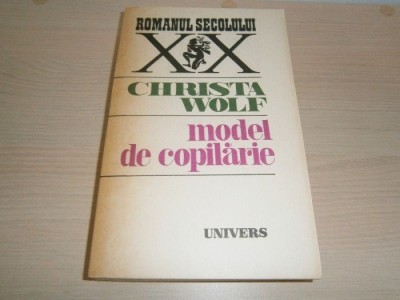 ROMANUL SECOLULUI
XX
CHRISTA
WOLF
model
de copilărie
UNIVERS